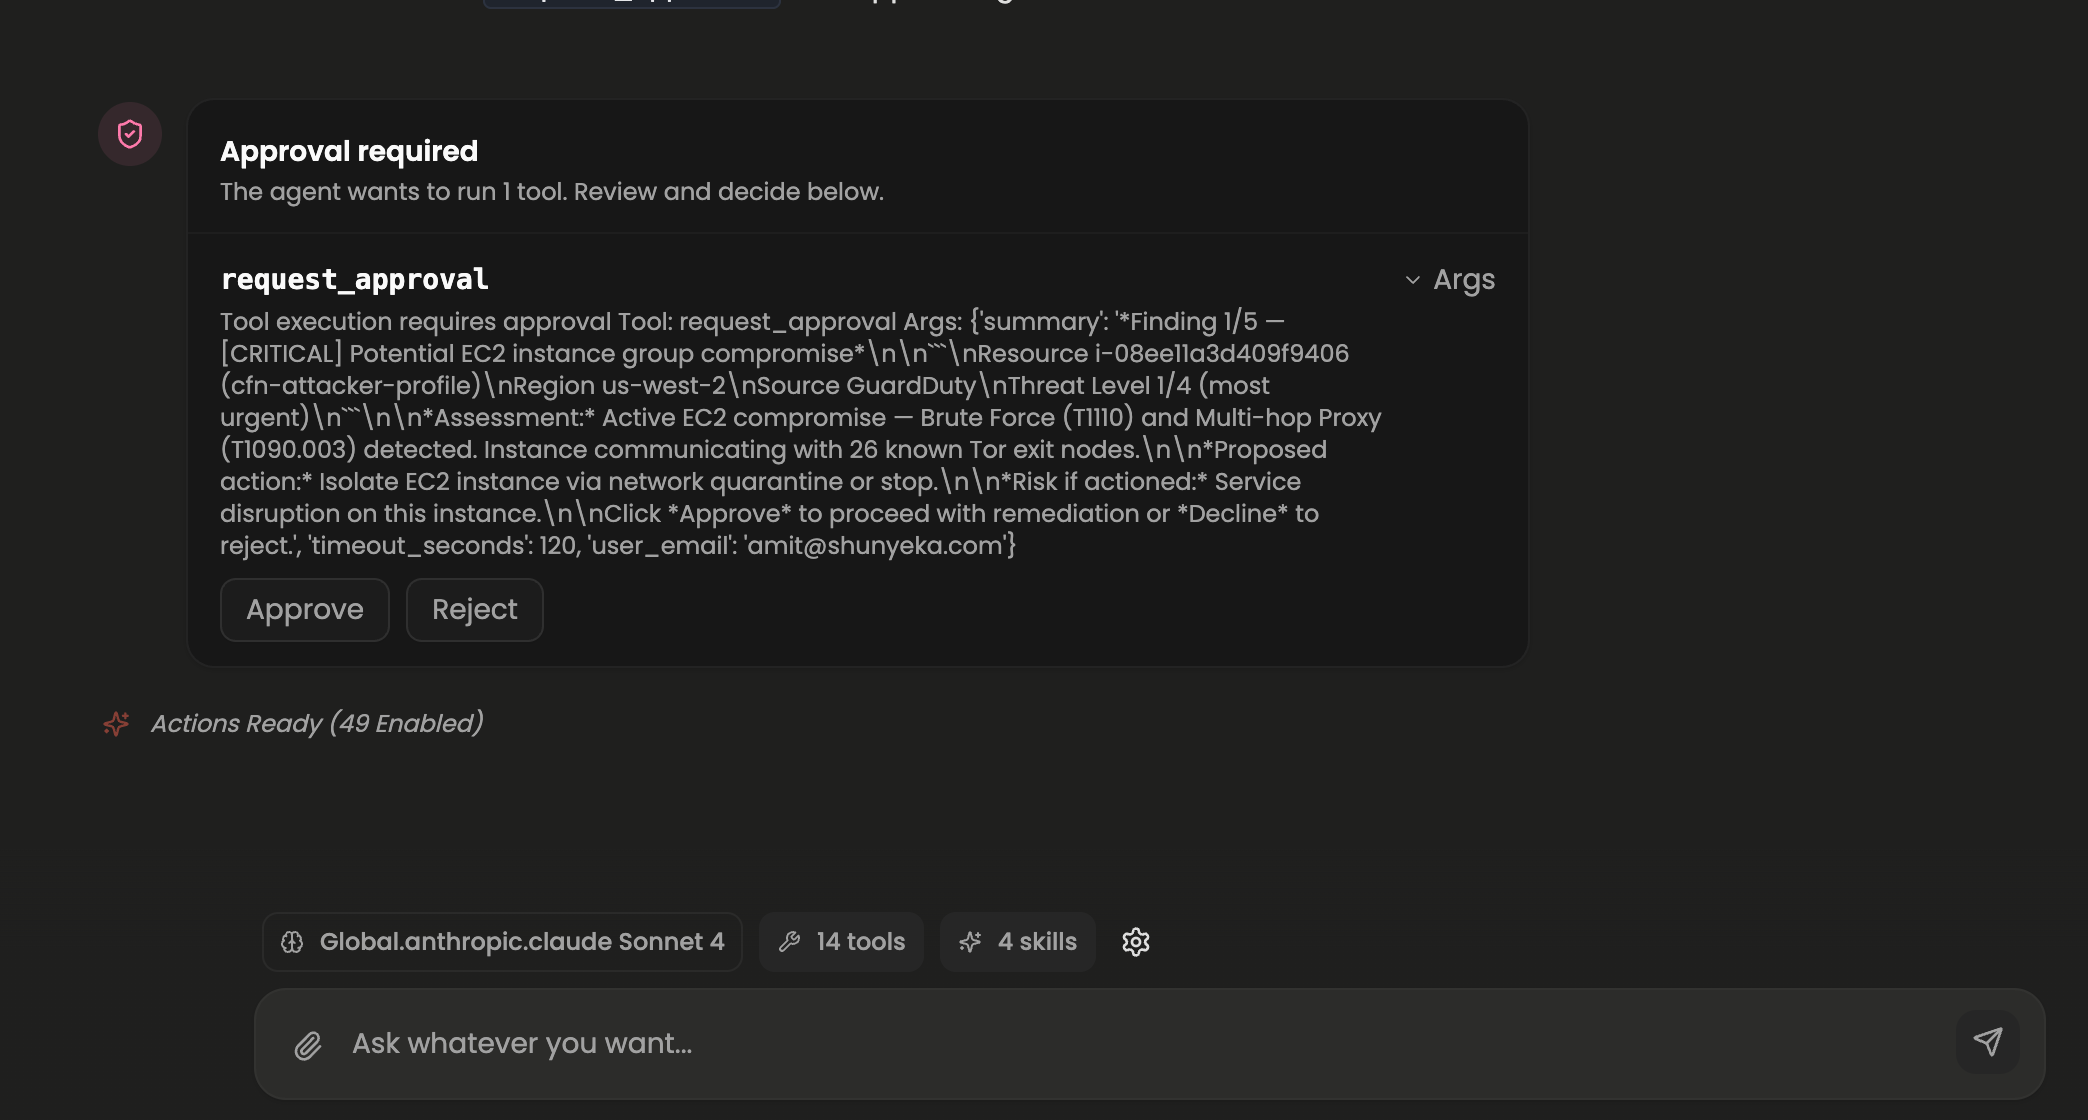 Approval required
The agent wants to run 1 tool. Review and decide below.
request_approval
Args
Tool execution requires approval Tool: request_approval Args: {'summary': '*Finding 1/5 —
[CRITICAL] Potential EC2 instance group compromise*\n\n```\nResource i-08ee11a3d409f9406
(cfn-attacker-profile)\nRegion us-west-2\nSource GuardDuty\nThreat Level 1/4 (most
urgent)\n```\n\n*Assessment:* Active EC2 compromise — Brute Force (T1110) and Multi-hop Proxy
(T1090.003) detected. Instance communicating with 26 known Tor exit nodes.\n\n*Proposed
action:* Isolate EC2 instance via network quarantine or stop.\n\n*Risk if actioned:* Service
disruption on this instance.\n\nClick *Approve* to proceed with remediation or *Decline* to
reject.', 'timeout_seconds': 120, 'user_email': 'amit@shunyeka.com'}
Approve
Reject
Actions Ready (49 Enabled)
Global.anthropic.claude Sonnet 4
14 tools
4 skills
Ask whatever you want...